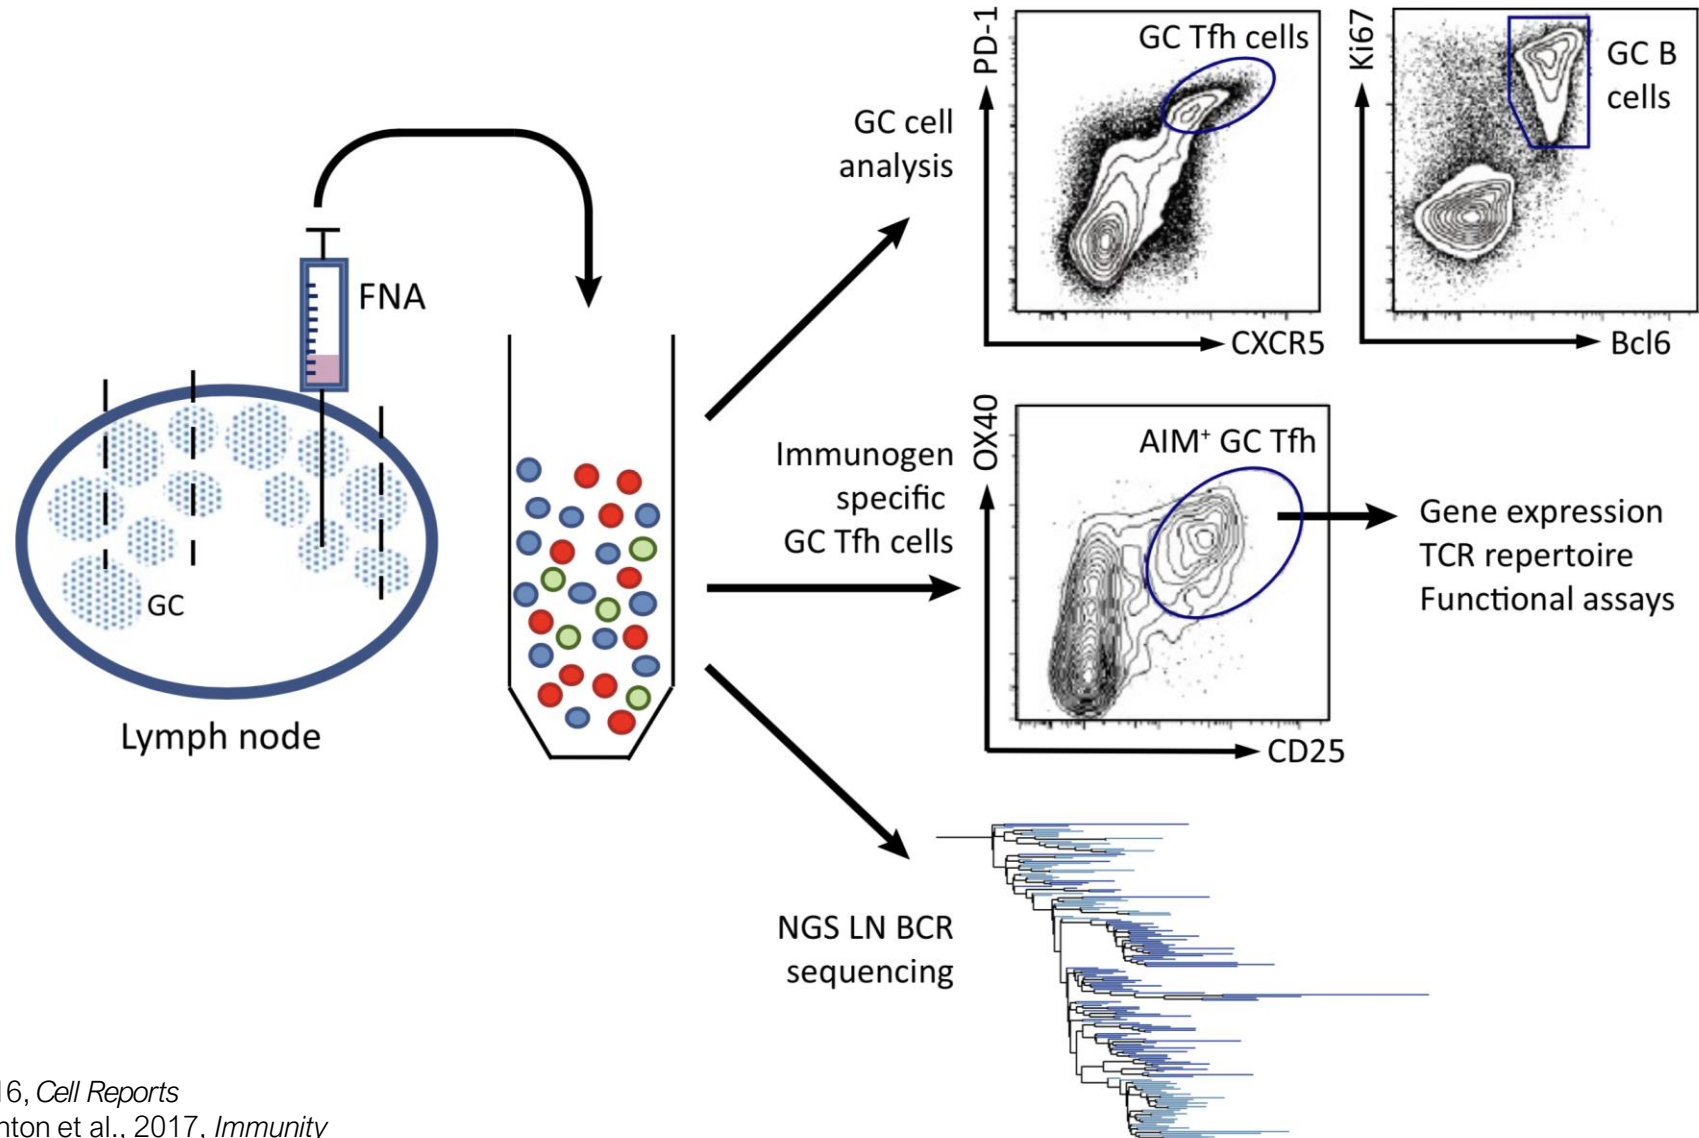 FNA
GC
Lymph node
GC cell
analysis
PD-1
GC Tfh cells
CXCR5
Ki67
GC B
cells
Bcl6
Immunogen
specific
GC Tfh cells
OX40
AIM⁺ GC Tfh
CD25
Gene expression
TCR repertoire
Functional assays
NGS LN BCR
sequencing
16, Cell Reports
nton et al., 2017, Immunity